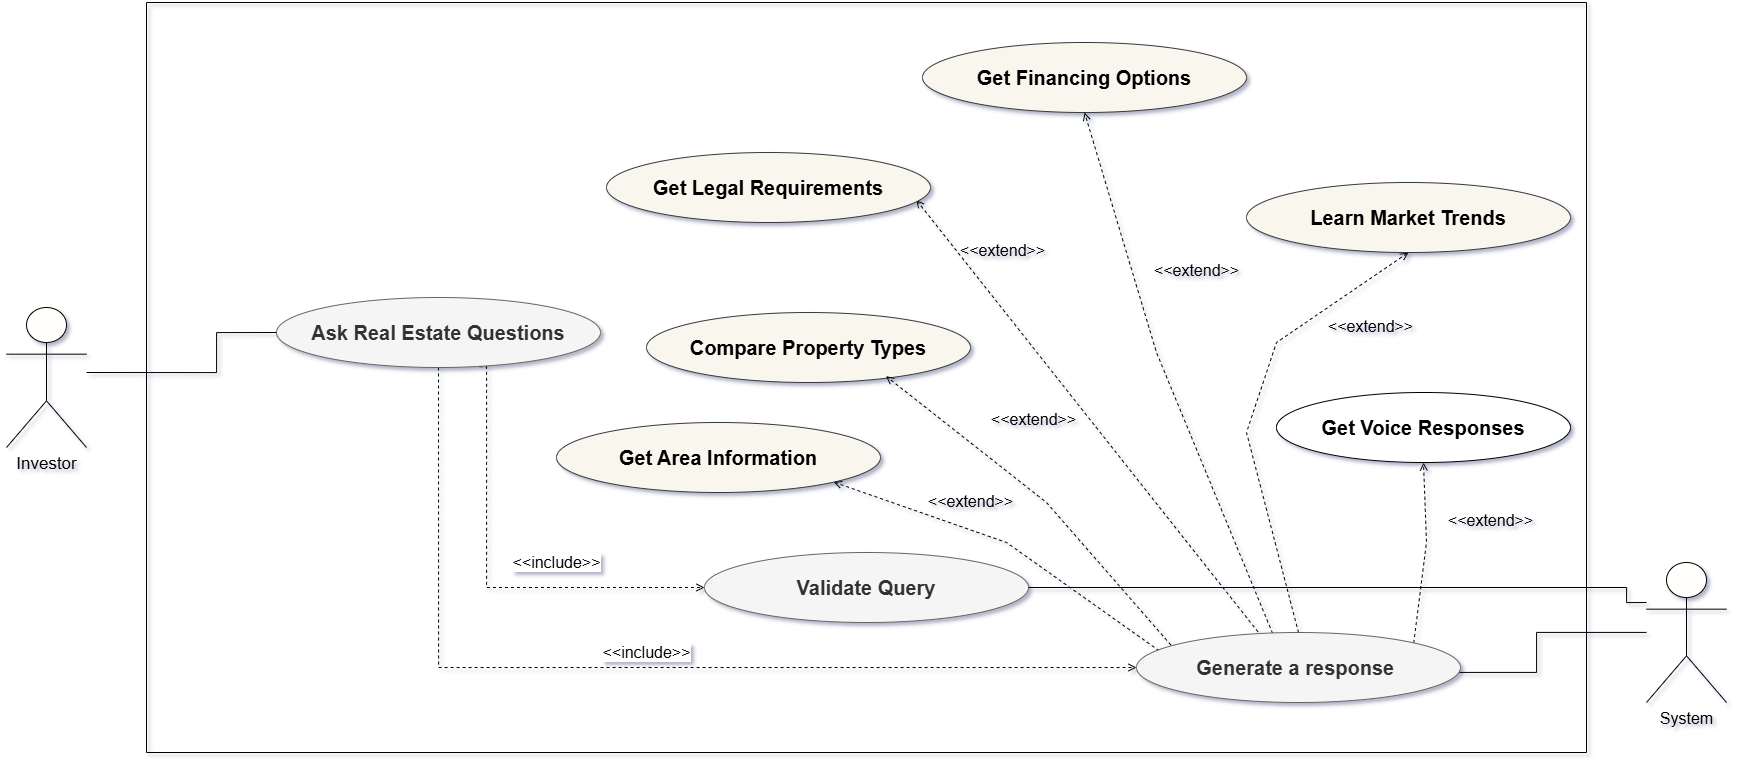 Get Financing Options
Get Legal Requirements
Learn Market Trends
<<extend>>
<<extend>>
<<extend>>
Ask Real Estate Questions
Compare Property Types
<<extend>>
Get Voice Responses
Get Area Information
Investor
<<extend>>
<<extend>>
<<include>>
Validate Query
<<include>>
Generate a response
System